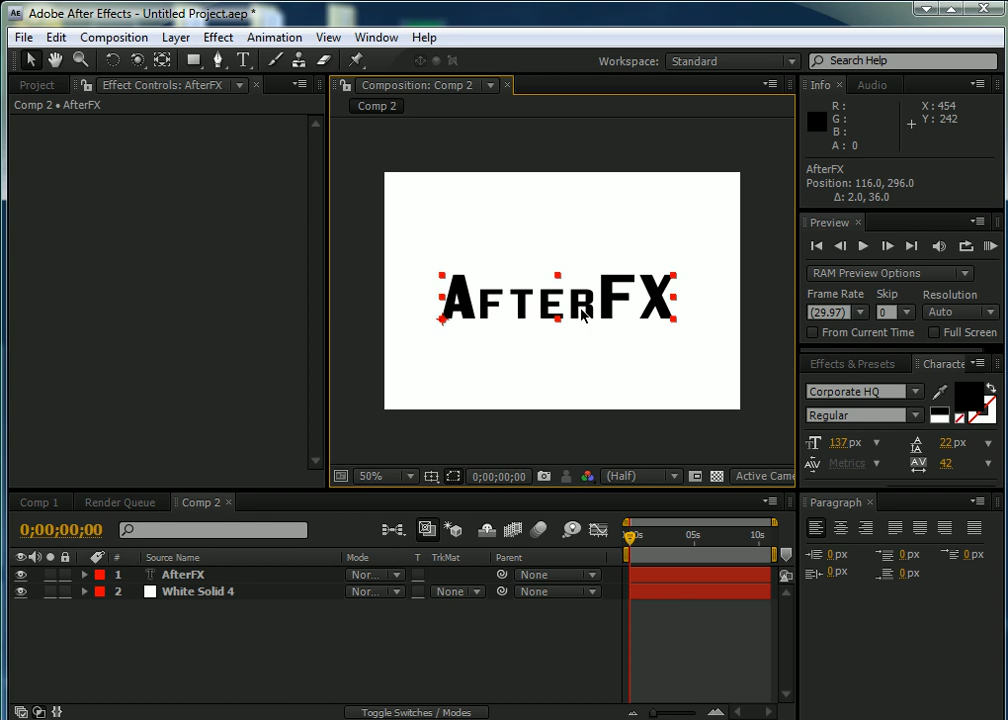 Adobe After Effects - Untitled Project.aep *
File Edit Composition Layer Effect Animation View Window Help
Workspace: Standard Search Help
Project Effect Controls: AfterFX
Composition: Comp 2
Info Audio
Comp 2 • AfterFX
Comp 2
R :
G :
B :
A : 0
X : 454
Y : 242
AfterFX
Position: 116.0, 296.0
Δ: 2.0, 36.0
Preview
RAM Preview Options
Frame Rate Skip Resolution
(29.97) 0 Auto
From Current Time Full Screen
AFTERFX
Effects & Presets Characte
Corporate HQ
Regular
137 px 22 px
Metrics 42
50% 0;00;00;00 (Half) Active Came
Comp 1 Render Queue Comp 2
Paragraph
0;00;00;00
0s 05s 10s
0 px 0 px 0 px
0 px 0 px
# Source Name Mode T TrkMat Parent
1 T AfterFX Nor... None
2 White Solid 4 Nor... None None
Toggle Switches / Modes